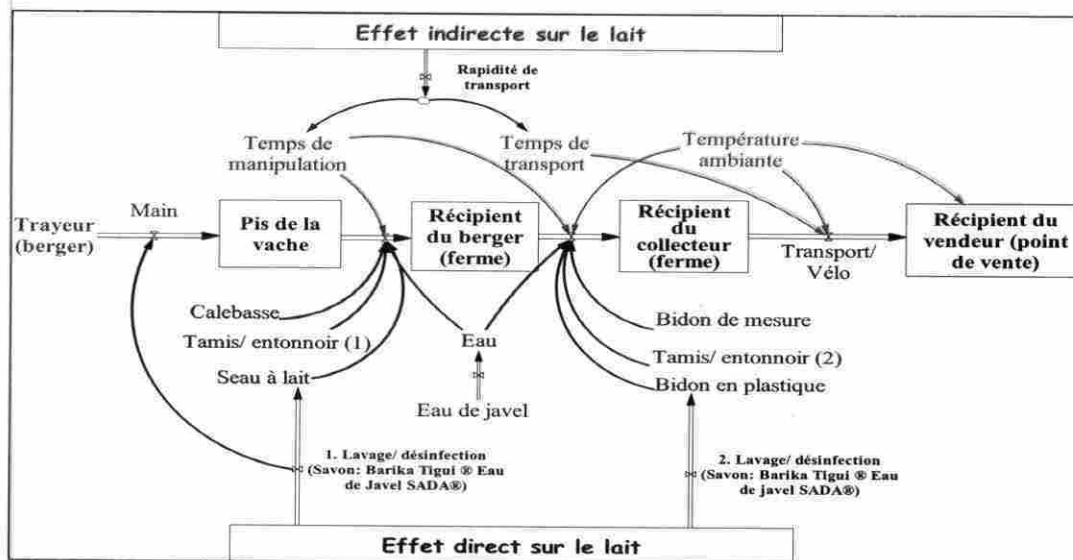 Effet indirecte sur le lait
Rapidité de
transport
Temps de
manipulation
Temps de
transport
Température
ambiante
Trayeur
(berger)
Main
Pis de la
vache
Récipient
du berger
(ferme)
Récipient
du
collecteur
(ferme)
Transport/
Vélo
Récipient du
vendeur (point
de vente)
Calebasse
Tamis/ entonnoir (1)
Seau à lait
Eau
Eau de javel
Bidon de mesure
Tamis/ entonnoir (2)
Bidon en plastique
1. Lavage/ désinfection
(Savon: Barika Tigui ® Eau
de Javel SADA®)
2. Lavage/ désinfection
(Savon: Barika Tigui ® Eau
de javel SADA®)
Effet direct sur le lait